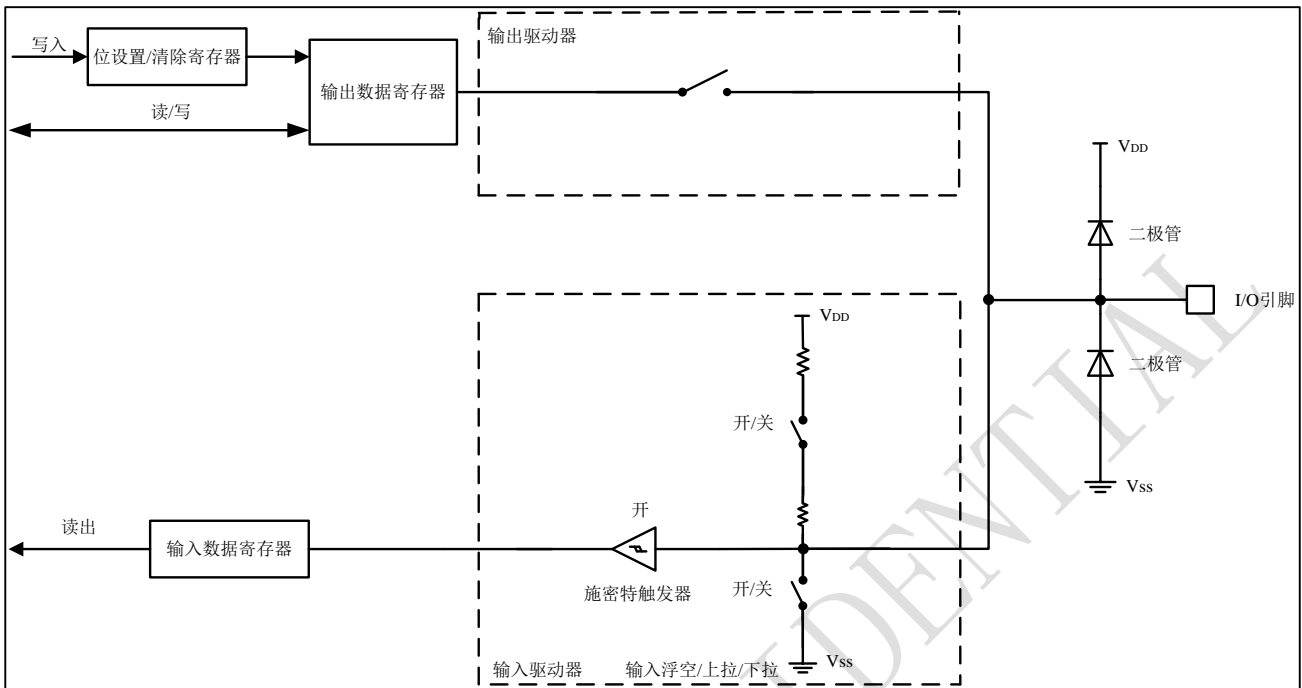 写入
位设置/清除寄存器
读/写
输出数据寄存器
输出驱动器
VDD
二极管
I/O引脚
二极管
VSS
VDD
开/关
开
施密特触发器
开/关
VSS
读出
输入数据寄存器
输入驱动器
输入浮空/上拉/下拉
IDENTIAL